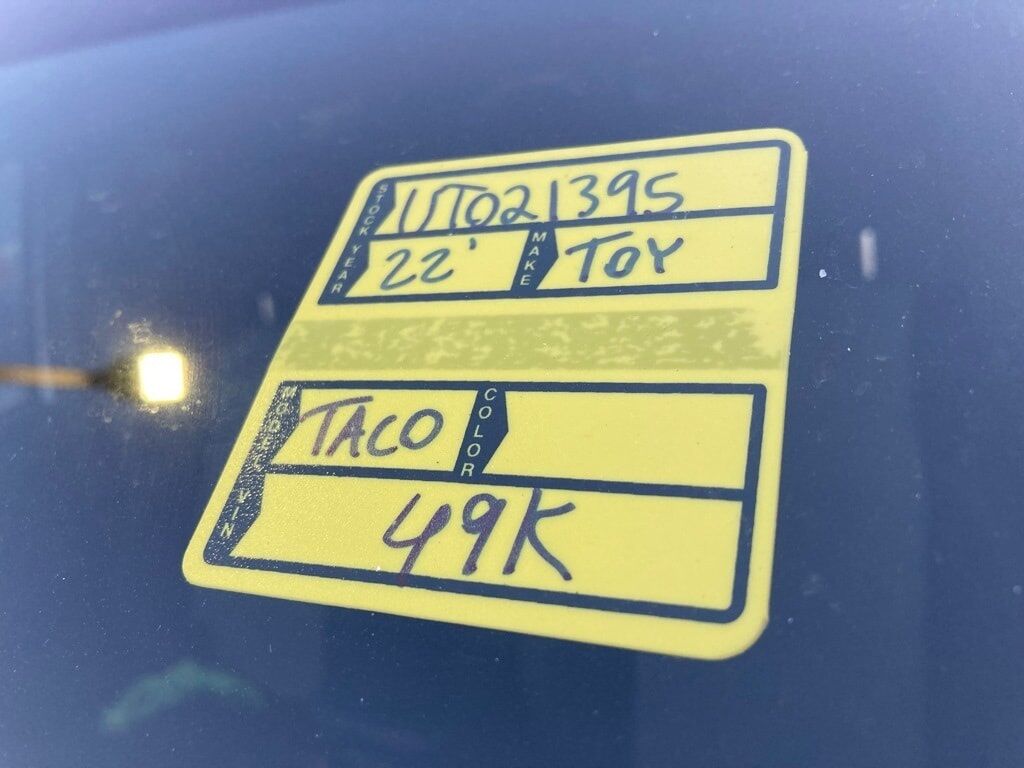 STOCK UT021395
YEAR 22' MAKE TOY
MODEL TACO COLOR
VIN 49K